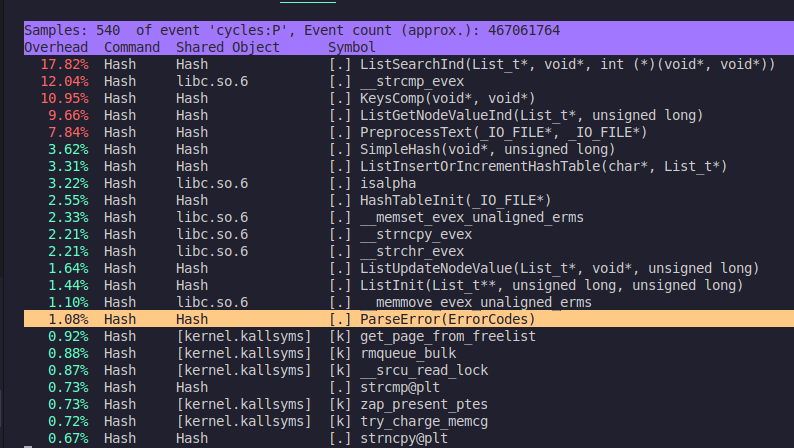 Samples: 540  of event 'cycles:P', Event count (approx.): 467061764
Overhead  Command  Shared Object      Symbol
  17.82%  Hash     Hash               [.] ListSearchInd(List_t*, void*, int (*)(void*, void*))
  12.04%  Hash     libc.so.6          [.] __strcmp_evex
  10.95%  Hash     Hash               [.] KeysComp(void*, void*)
   9.66%  Hash     Hash               [.] ListGetNodeValueInd(List_t*, unsigned long)
   7.84%  Hash     Hash               [.] PreprocessText(_IO_FILE*, _IO_FILE*)
   3.62%  Hash     Hash               [.] SimpleHash(void*, unsigned long)
   3.31%  Hash     Hash               [.] ListInsertOrIncrementHashTable(char*, List_t*)
   3.22%  Hash     libc.so.6          [.] isalpha
   2.55%  Hash     Hash               [.] HashTableInit(_IO_FILE*)
   2.33%  Hash     libc.so.6          [.] __memset_evex_unaligned_erms
   2.21%  Hash     libc.so.6          [.] __strncpy_evex
   2.21%  Hash     libc.so.6          [.] __strchr_evex
   1.64%  Hash     Hash               [.] ListUpdateNodeValue(List_t*, void*, unsigned long)
   1.44%  Hash     Hash               [.] ListInit(List_t**, unsigned long, unsigned long)
   1.10%  Hash     libc.so.6          [.] __memmove_evex_unaligned_erms
   1.08%  Hash     Hash               [.] ParseError(ErrorCodes)
   0.92%  Hash     [kernel.kallsyms]  [k] get_page_from_freelist
   0.88%  Hash     [kernel.kallsyms]  [k] rmqueue_bulk
   0.87%  Hash     [kernel.kallsyms]  [k] __srcu_read_lock
   0.73%  Hash     Hash               [.] strcmp@plt
   0.73%  Hash     [kernel.kallsyms]  [k] zap_present_ptes
   0.72%  Hash     [kernel.kallsyms]  [k] try_charge_memcg
   0.67%  Hash     Hash               [.] strncpy@plt